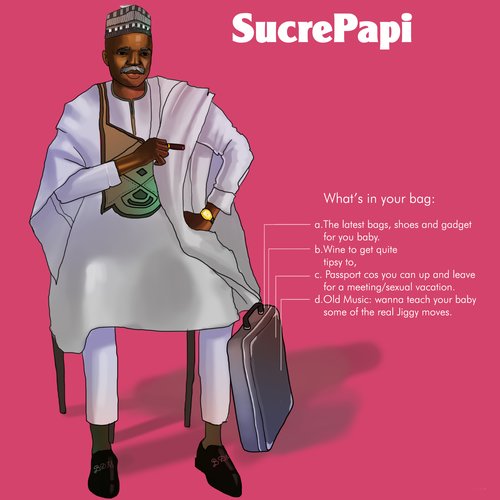 SucrePapi
What's in your bag:
a.The latest bags, shoes and gadget
for you baby.
b.Wine to get quite
tipsy to,
c. Passport cos you can up and leave
for a meeting/sexual vacation.
d.Old Music: wanna teach your baby
some of the real Jiggy moves.